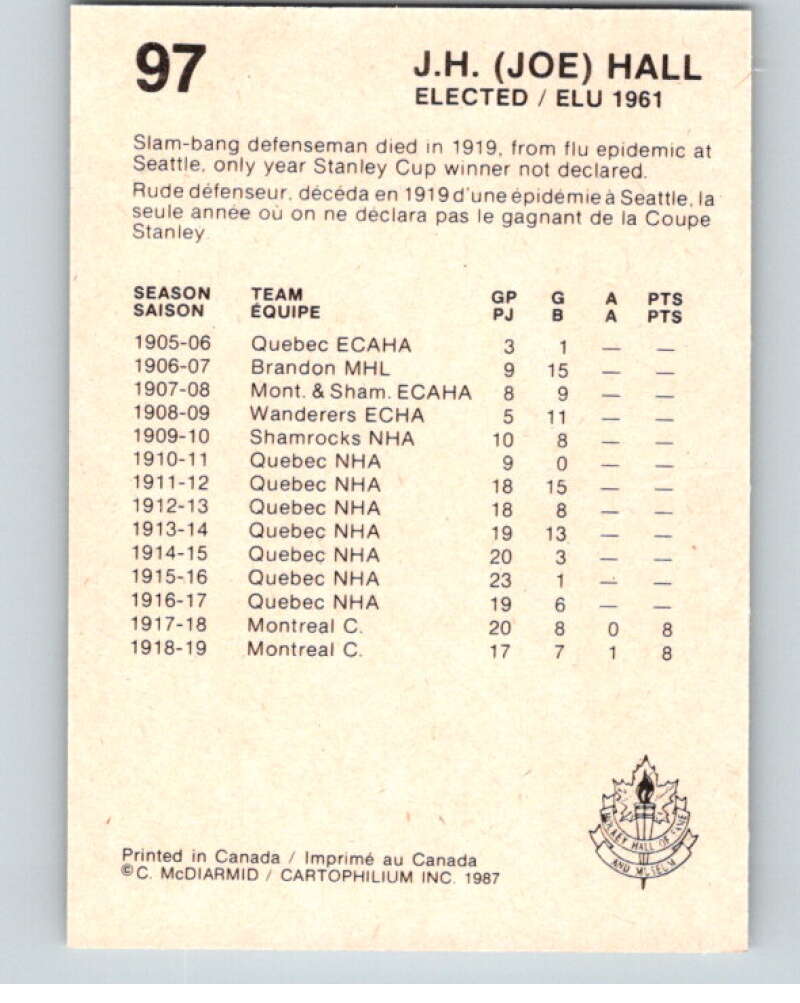 97
J.H. (JOE) HALL
ELECTED / ELU 1961
Slam-bang defenseman died in 1919, from flu epidemic at
Seattle, only year Stanley Cup winner not declared.
Rude défenseur, décéda en 1919 d'une épidémie à Seattle, la
seule année où on ne déclara pas le gagnant de la Coupe
Stanley
SEASON TEAM GP G A PTS
SAISON ÉQUIPE PJ B A PTS
1905-06 Quebec ECAHA 3 1 — —
1906-07 Brandon MHL 9 15 — —
1907-08 Mont. & Sham. ECAHA 8 9 — —
1908-09 Wanderers ECHA 5 11 — —
1909-10 Shamrocks NHA 10 8 — —
1910-11 Quebec NHA 9 0 — —
1911-12 Quebec NHA 18 15 — —
1912-13 Quebec NHA 18 8 — —
1913-14 Quebec NHA 19 13 — —
1914-15 Quebec NHA 20 3 — —
1915-16 Quebec NHA 23 1 — —
1916-17 Quebec NHA 19 6 — —
1917-18 Montreal C. 20 8 0 8
1918-19 Montreal C. 17 7 1 8
HOCKEY HALL OF FAME
AND MUSEUM
Printed in Canada / Imprimé au Canada
©C. McDIARMID / CARTOPHILIUM INC. 1987